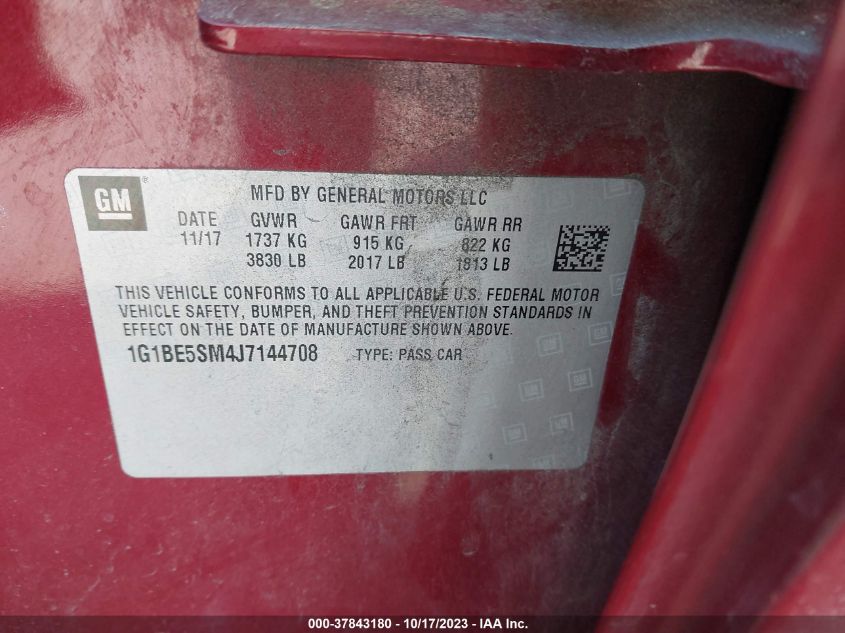 GM ®
MFD BY GENERAL MOTORS LLC
DATE GVWR GAWR FRT GAWR RR
11/17 1737 KG 915 KG 822 KG
3830 LB 2017 LB 1813 LB
THIS VEHICLE CONFORMS TO ALL APPLICABLE U.S. FEDERAL MOTOR
VEHICLE SAFETY, BUMPER, AND THEFT PREVENTION STANDARDS IN
EFFECT ON THE DATE OF MANUFACTURE SHOWN ABOVE.
1G1BE5SM4J7144708 TYPE: PASS CAR
000-37843180 - 10/17/2023 - IAA Inc.